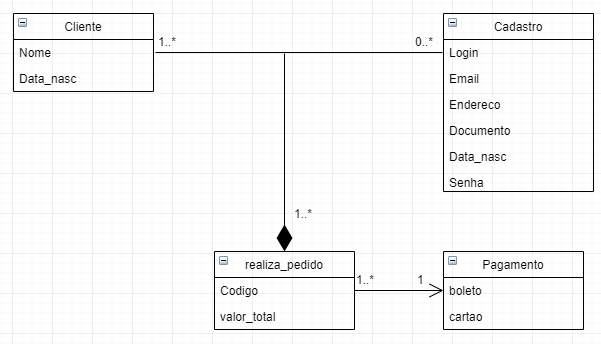 Cliente
Nome
Data_nasc
1..*
0..*
Cadastro
Login
Email
Endereco
Documento
Data_nasc
Senha
1..*
realiza_pedido
Codigo
valor_total
1..*
1
Pagamento
boleto
cartao